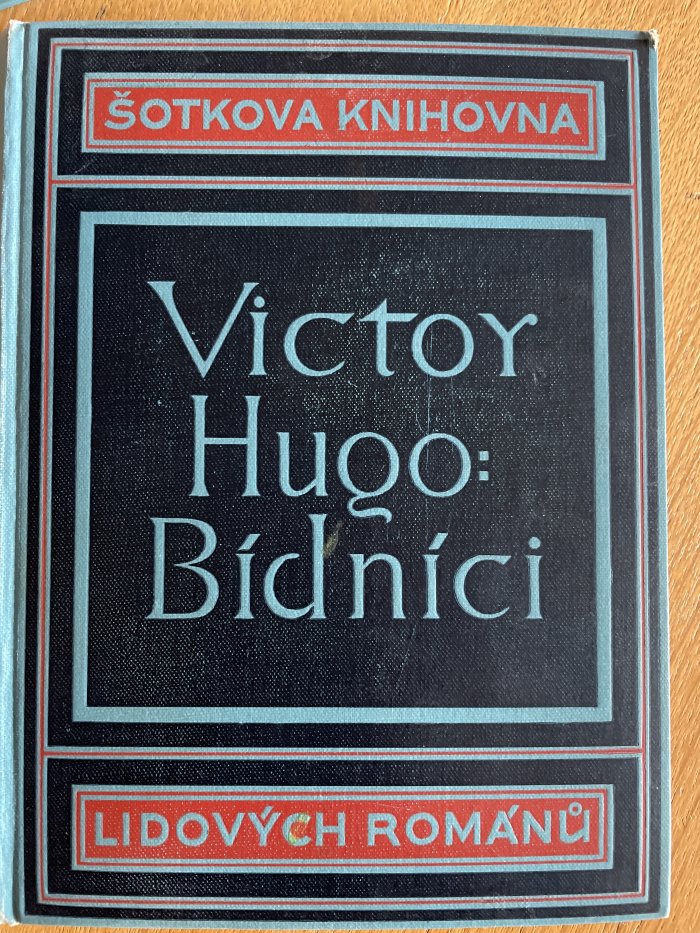 ŠOTKOVA KNIHOVNA
Victor
Hugo:
Bídníci
LIDOVÝCH ROMÁNŮ